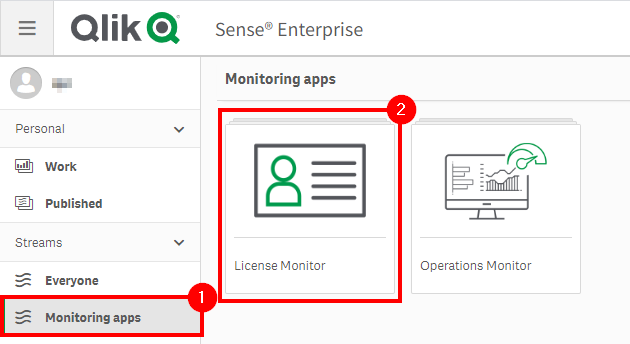 Qlik Q Sense® Enterprise
Monitoring apps
Personal
Work
Published
Streams
Everyone
1
Monitoring apps
2
License Monitor
Operations Monitor